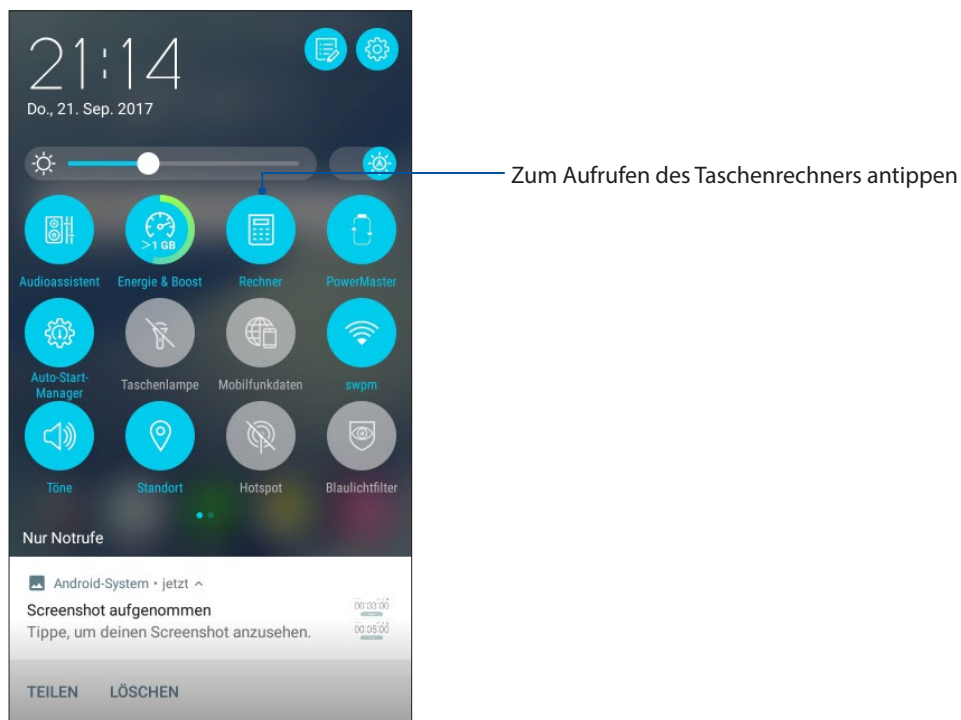 21:14
Do., 21. Sep. 2017
Zum Aufrufen des Taschenrechners antippen
>1 GB
Audioassistent
Energie & Boost
Rechner
PowerMaster
Auto-Start-
Manager
Taschenlampe
Mobilfunkdaten
swpm
Töne
Standort
Hotspot
Blaulichtfilter
Nur Notrufe
Android-System • jetzt
Screenshot aufgenommen
Tippe, um deinen Screenshot anzusehen.
00:03:00
00:05:00
TEILEN LÖSCHEN